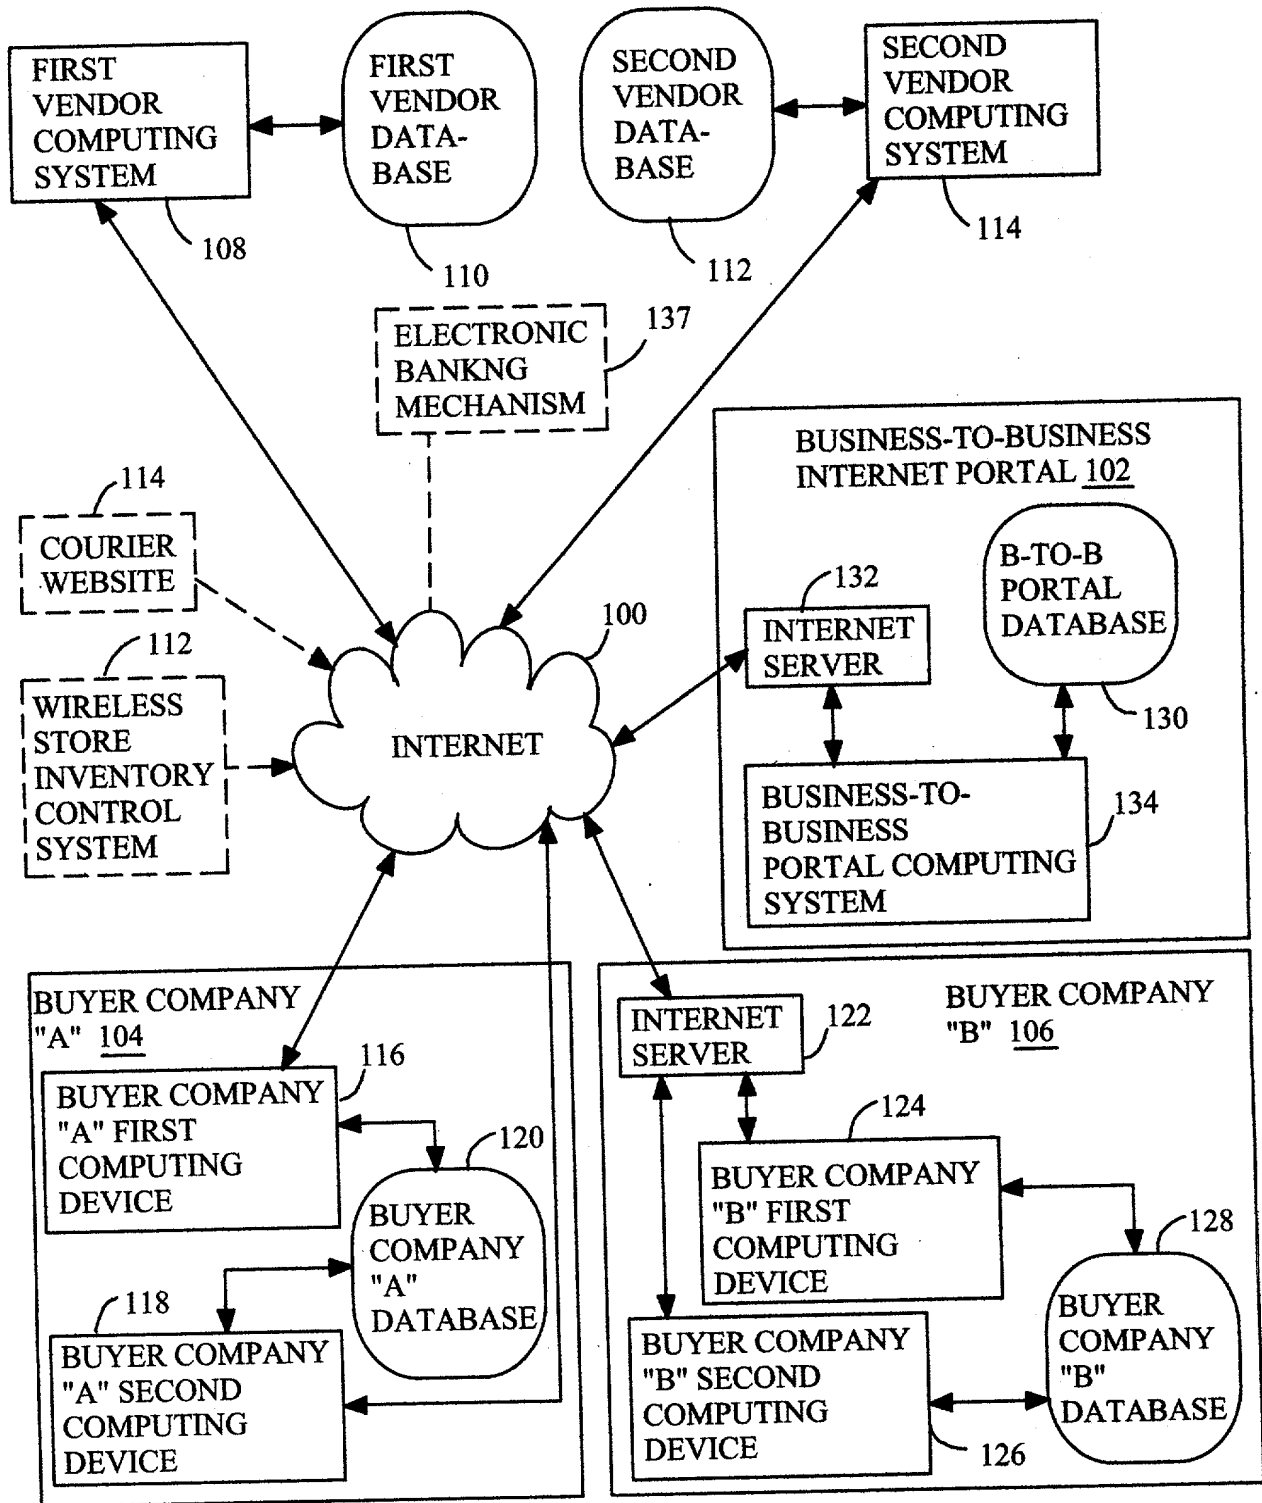 FIRST
VENDOR
COMPUTING
SYSTEM
108
FIRST
VENDOR
DATA-
BASE
110
SECOND
VENDOR
DATA-
BASE
112
SECOND
VENDOR
COMPUTING
SYSTEM
114
ELECTRONIC
BANKNG
MECHANISM
137
114
COURIER
WEBSITE
112
WIRELESS
STORE
INVENTORY
CONTROL
SYSTEM
100
INTERNET
BUSINESS-TO-BUSINESS
INTERNET PORTAL 102
132
INTERNET
SERVER
B-TO-B
PORTAL
DATABASE
130
BUSINESS-TO-
BUSINESS
PORTAL COMPUTING
SYSTEM
134
BUYER COMPANY
"A" 104
116
BUYER COMPANY
"A" FIRST
COMPUTING
DEVICE
120
BUYER
COMPANY
"A"
DATABASE
118
BUYER COMPANY
"A" SECOND
COMPUTING
DEVICE
BUYER COMPANY
"B" 106
INTERNET
SERVER
122
124
BUYER COMPANY
"B" FIRST
COMPUTING
DEVICE
128
BUYER
COMPANY
"B"
DATABASE
BUYER COMPANY
"B" SECOND
COMPUTING
DEVICE
126